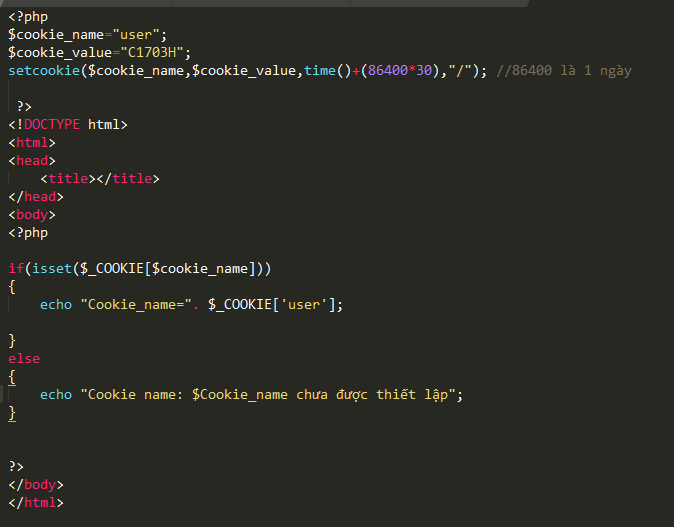 <?php
$cookie_name="user";
$cookie_value="C1703H";
setcookie($cookie_name,$cookie_value,time()+(86400*30),"/"); //86400 là 1 ngày
?>
<!DOCTYPE html>
<html>
<head>
    <title></title>
</head>
<body>
<?php
if(isset($_COOKIE[$cookie_name]))
{
    echo "Cookie_name=". $_COOKIE['user'];
}
else
{
    echo "Cookie name: $Cookie_name chưa được thiết lập";
}
?>
</body>
</html>